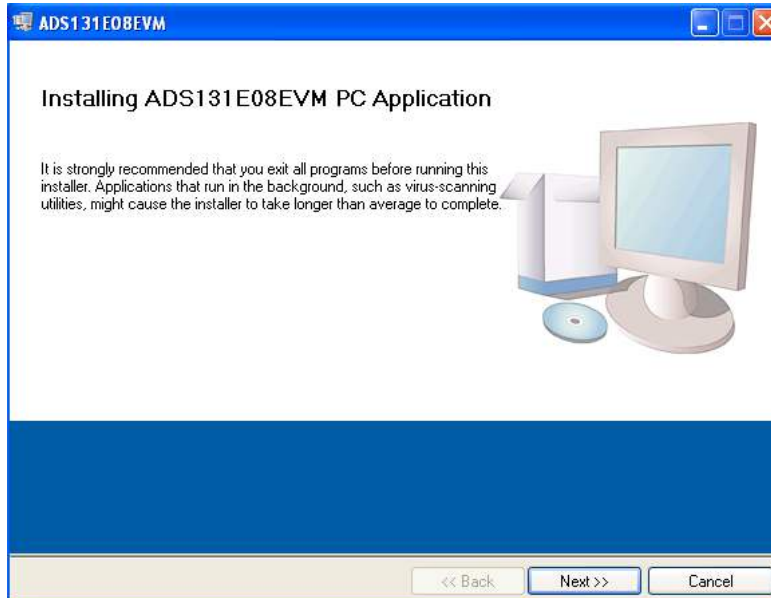 ADS131E08EVM
Installing ADS131E08EVM PC Application
It is strongly recommended that you exit all programs before running this
installer. Applications that run in the background, such as virus-scanning
utilities, might cause the installer to take longer than average to complete.
<< Back Next >> Cancel